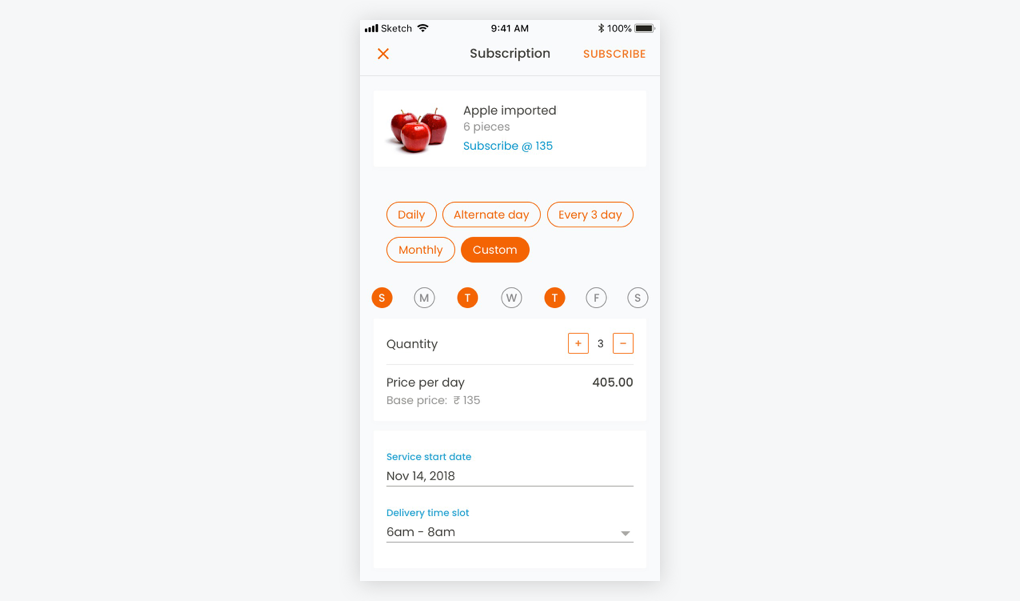 Sketch 9:41 AM 100%
Subscription SUBSCRIBE
Apple imported
6 pieces
Subscribe @ 135
Daily Alternate day Every 3 day
Monthly Custom
S M T W T F S
Quantity + 3 −
Price per day 405.00
Base price: ₹ 135
Service start date
Nov 14, 2018
Delivery time slot
6am - 8am